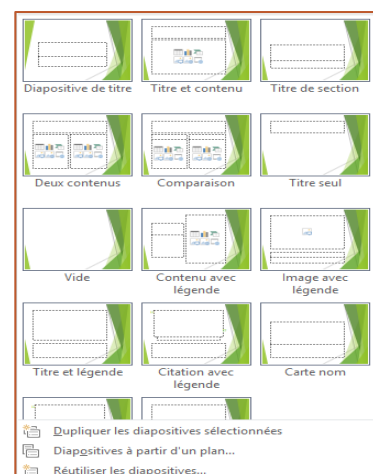 Diapositive de titre
Titre et contenu
Titre de section
Deux contenus
Comparaison
Titre seul
Vide
Contenu avec
légende
Image avec
légende
Titre et légende
Citation avec
légende
Carte nom
Dupliquer les diapositives sélectionnées
Diapositives à partir d'un plan...
Réutiliser les diapositives...